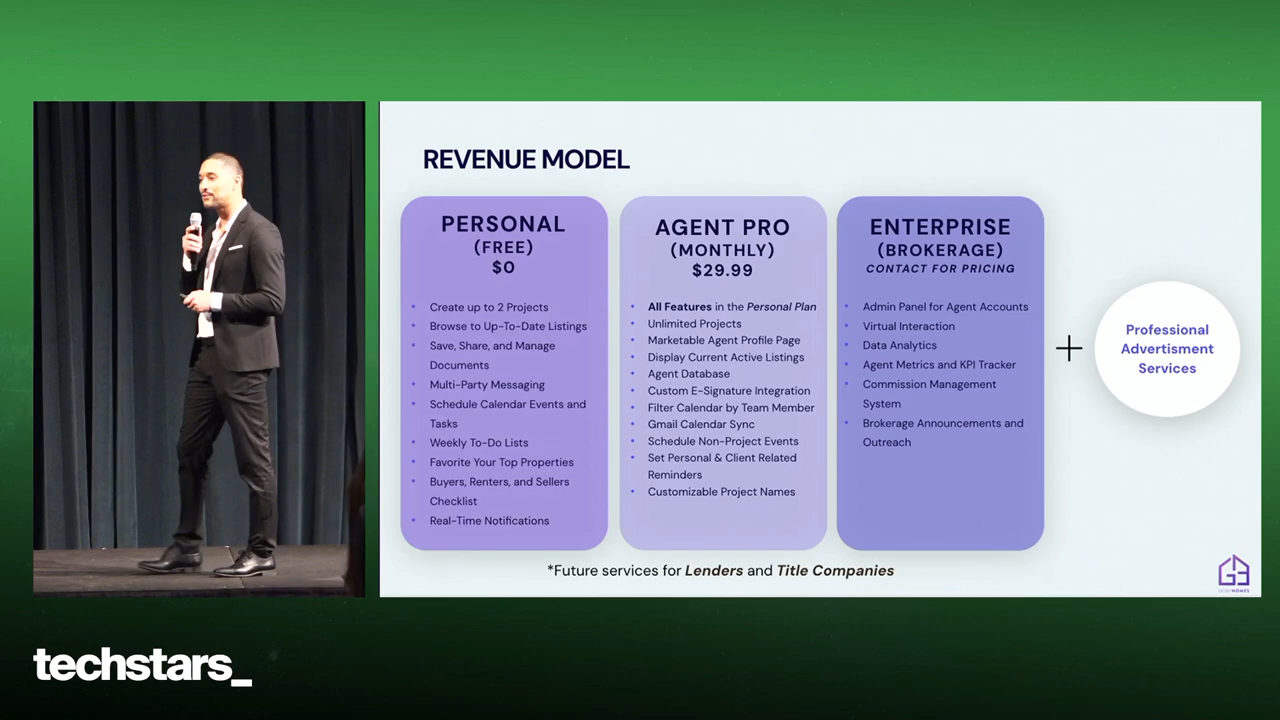 REVENUE MODEL
PERSONAL
(FREE)
$0
• Create up to 2 Projects
• Browse to Up-To-Date Listings
• Save, Share, and Manage
Documents
• Multi-Party Messaging
• Schedule Calendar Events and
Tasks
• Weekly To-Do Lists
• Favorite Your Top Properties
• Buyers, Renters, and Sellers
Checklist
• Real-Time Notifications
AGENT PRO
(MONTHLY)
$29.99
• All Features in the Personal Plan
• Unlimited Projects
• Marketable Agent Profile Page
• Display Current Active Listings
• Agent Database
• Custom E-Signature Integration
• Filter Calendar by Team Member
• Gmail Calendar Sync
• Schedule Non-Project Events
• Set Personal & Client Related
Reminders
• Customizable Project Names
ENTERPRISE
(BROKERAGE)
CONTACT FOR PRICING
• Admin Panel for Agent Accounts
• Virtual Interaction
• Data Analytics
• Agent Metrics and KPI Tracker
• Commission Management
System
• Brokerage Announcements and
Outreach
+
Professional
Advertisment
Services
*Future services for Lenders and Title Companies
techstars_